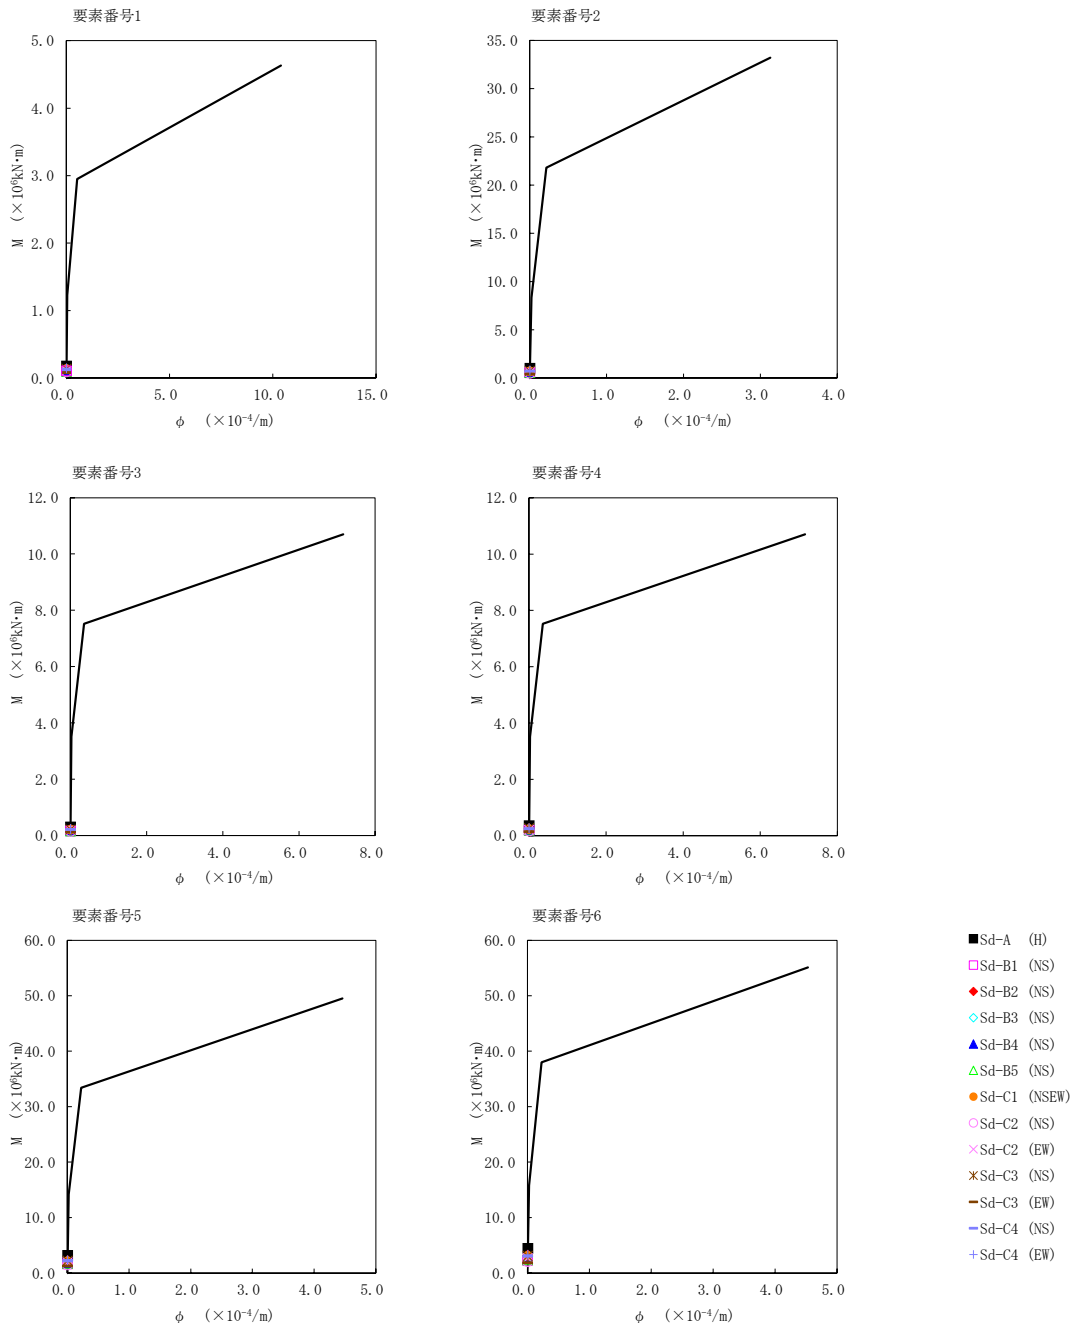 要素番号1
5.0
4.0
3.0
2.0
1.0
0.0
M (×10⁶kN・m)
0.0 5.0 10.0 15.0
φ (×10⁻⁴/m)
要素番号2
35.0
30.0
25.0
20.0
15.0
10.0
5.0
0.0
M (×10⁶kN・m)
0.0 1.0 2.0 3.0 4.0
φ (×10⁻⁴/m)
要素番号3
12.0
10.0
8.0
6.0
4.0
2.0
0.0
M (×10⁶kN・m)
0.0 2.0 4.0 6.0 8.0
φ (×10⁻⁴/m)
要素番号4
12.0
10.0
8.0
6.0
4.0
2.0
0.0
M (×10⁶kN・m)
0.0 2.0 4.0 6.0 8.0
φ (×10⁻⁴/m)
要素番号5
60.0
50.0
40.0
30.0
20.0
10.0
0.0
M (×10⁶kN・m)
0.0 1.0 2.0 3.0 4.0 5.0
φ (×10⁻⁴/m)
要素番号6
60.0
50.0
40.0
30.0
20.0
10.0
0.0
M (×10⁶kN・m)
0.0 1.0 2.0 3.0 4.0 5.0
φ (×10⁻⁴/m)
Sd-A (H)
Sd-B1 (NS)
Sd-B2 (NS)
Sd-B3 (NS)
Sd-B4 (NS)
Sd-B5 (NS)
Sd-C1 (NSEW)
Sd-C2 (NS)
Sd-C2 (EW)
Sd-C3 (NS)
Sd-C3 (EW)
Sd-C4 (NS)
Sd-C4 (EW)